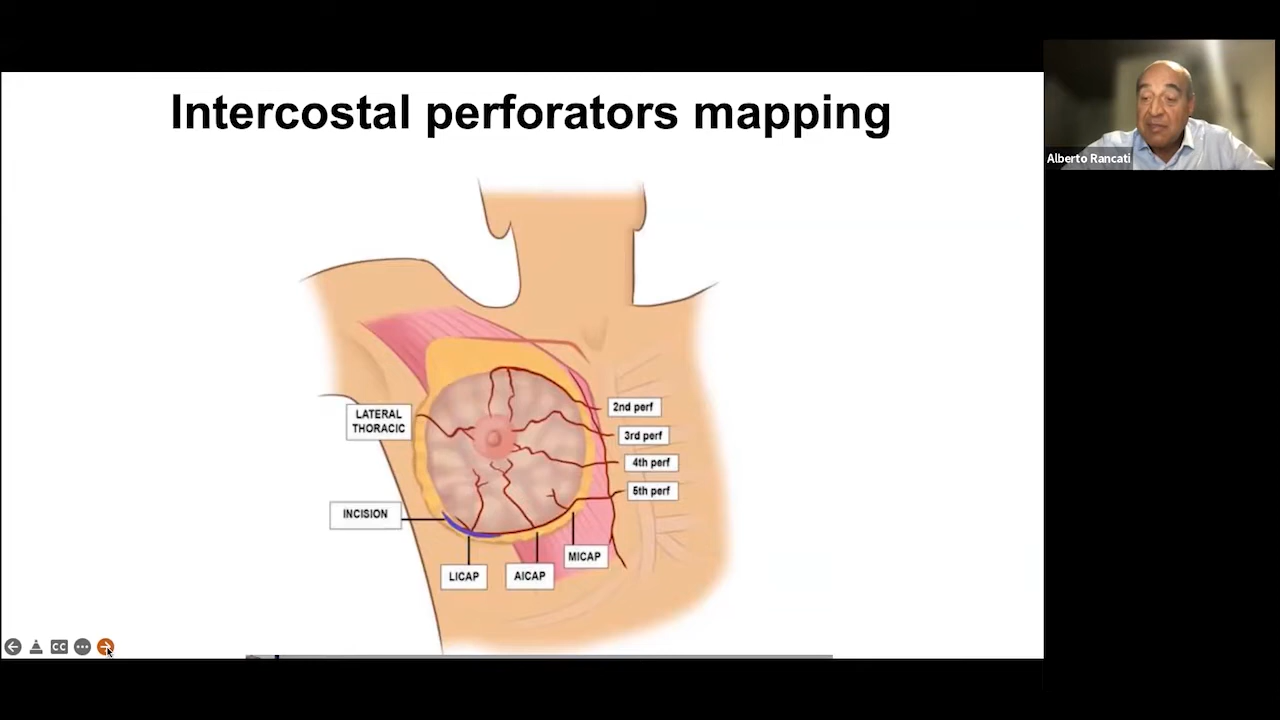 Intercostal perforators mapping
Alberto Rancati
LATERAL
THORACIC
2nd perf
3rd perf
4th perf
5th perf
INCISION
MICAP
LICAP
AICAP
CC